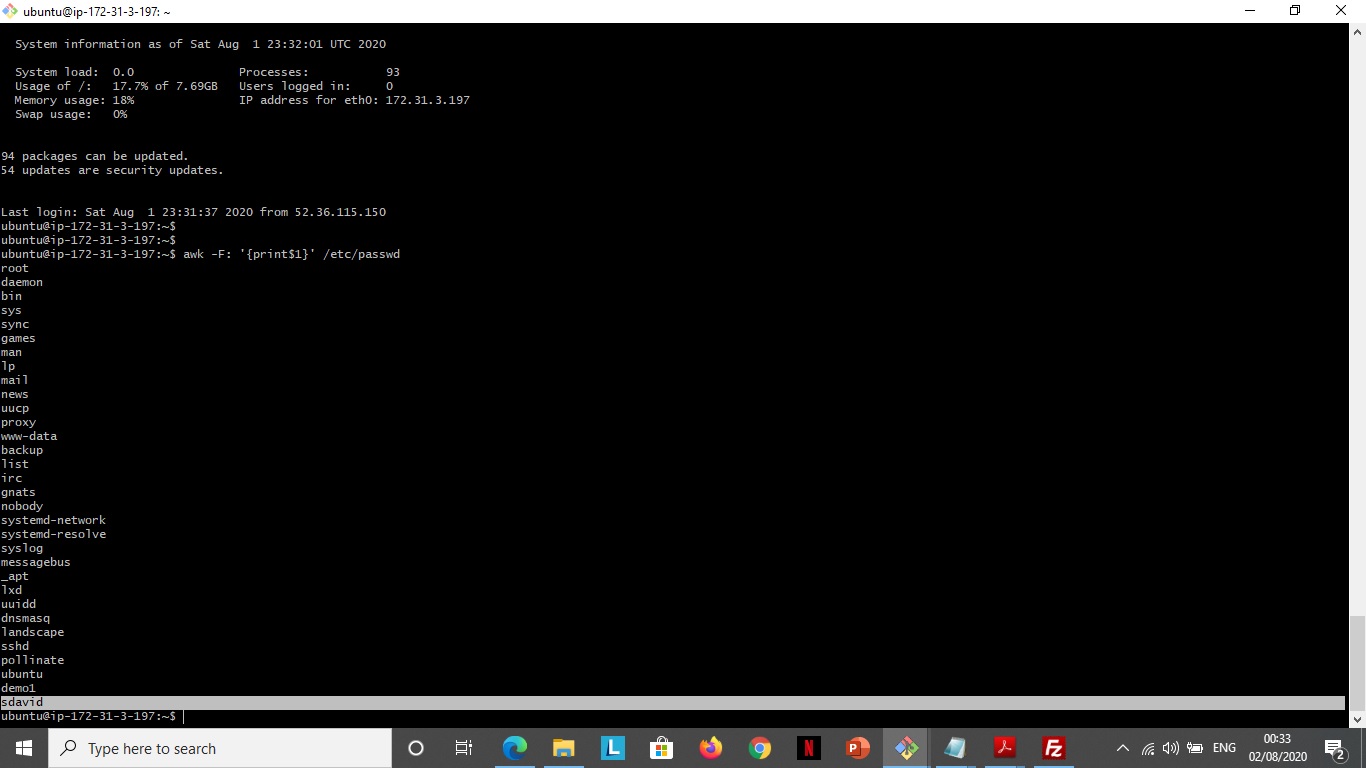 ubuntu@ip-172-31-3-197: ~
System information as of Sat Aug  1 23:32:01 UTC 2020
System load:  0.0                Processes:           93
Usage of /:   17.7% of 7.69GB   Users logged in:     0
Memory usage: 18%               IP address for eth0: 172.31.3.197
Swap usage:   0%
94 packages can be updated.
54 updates are security updates.
Last login: Sat Aug  1 23:31:37 2020 from 52.36.115.150
ubuntu@ip-172-31-3-197:~$
ubuntu@ip-172-31-3-197:~$
ubuntu@ip-172-31-3-197:~$ awk -F: '{print$1}' /etc/passwd
root
daemon
bin
sys
sync
games
man
lp
mail
news
uucp
proxy
www-data
backup
list
irc
gnats
nobody
systemd-network
systemd-resolve
syslog
messagebus
_apt
lxd
uuidd
dnsmasq
landscape
sshd
pollinate
ubuntu
demo1
sdavid
ubuntu@ip-172-31-3-197:~$
Type here to search
L
N
P
Fz
ENG
00:33
02/08/2020
2